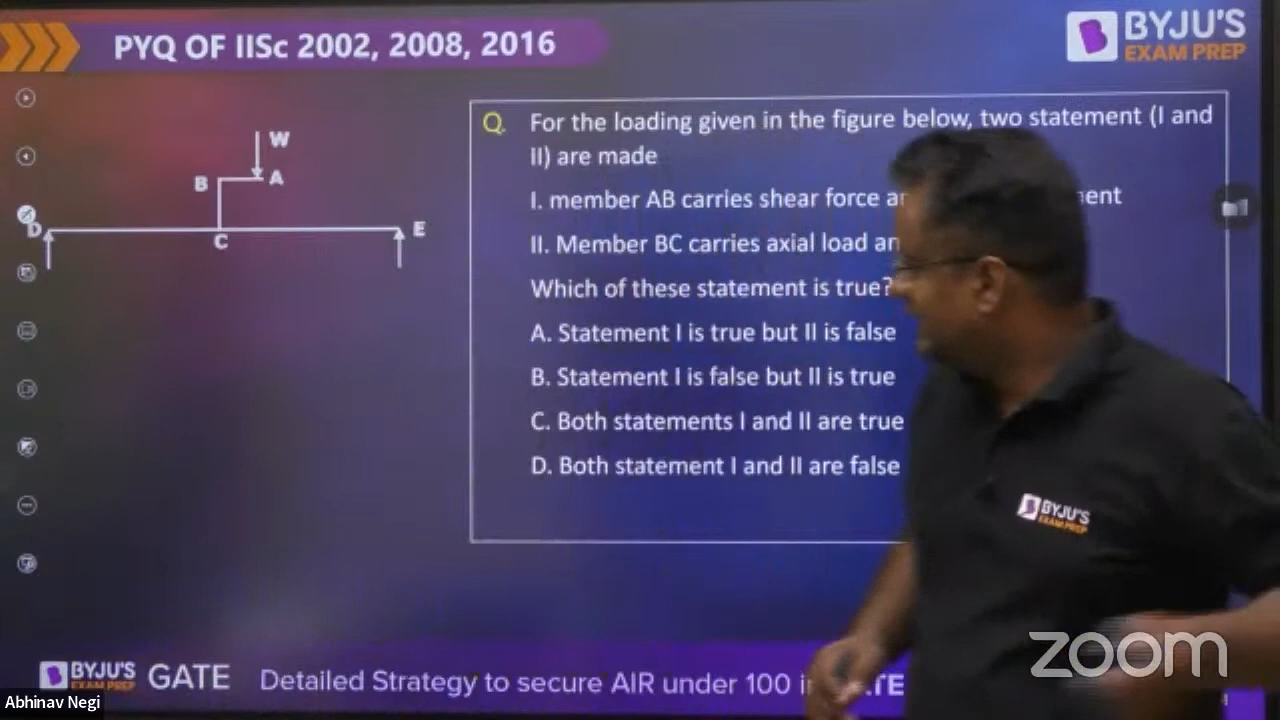 PYQ OF IISc 2002, 2008, 2016
BYJU'S
EXAM PREP
W
B
A
D
C
E
Q. For the loading given in the figure below, two statement (I and
II) are made
I. member AB carries shear force
II. Member BC carries axial load
Which of these statement is true?
A. Statement I is true but II is false
B. Statement I is false but II is true
C. Both statements I and II are true
D. Both statement I and II are false
BYJU'S
EXAM PREP
zoom
BYJU'S
EXAM PREP
GATE
Detailed Strategy to secure AIR under 100
Abhinav Negi